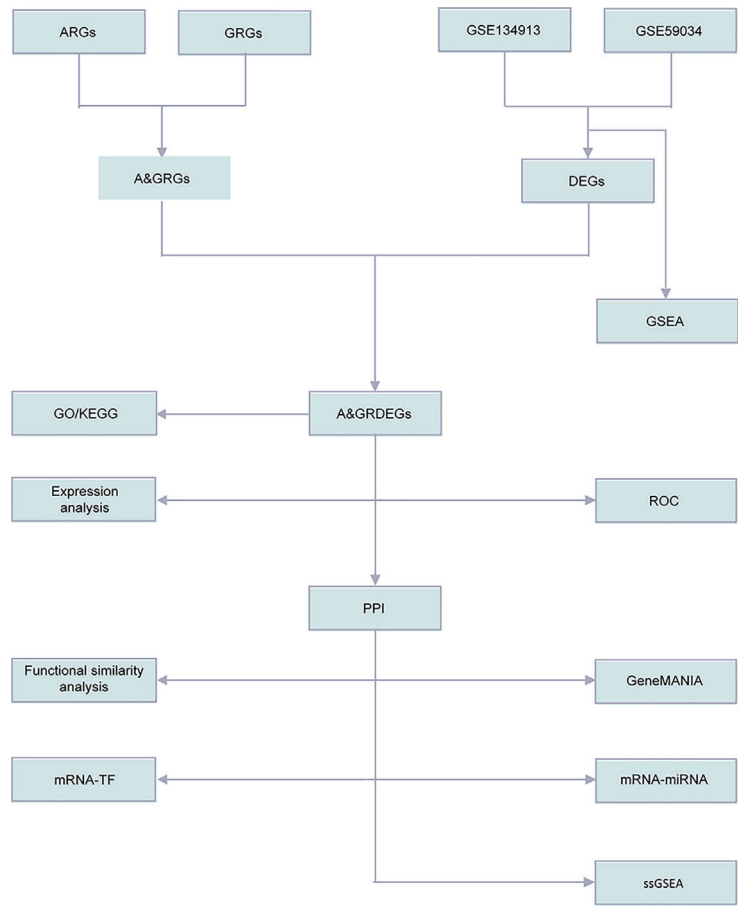 ARGs
GRGs
GSE134913
GSE59034
A&GRGs
DEGs
GSEA
GO/KEGG
A&GRDEGs
Expression
analysis
ROC
PPI
Functional similarity
analysis
GeneMANIA
mRNA-TF
mRNA-miRNA
ssGSEA